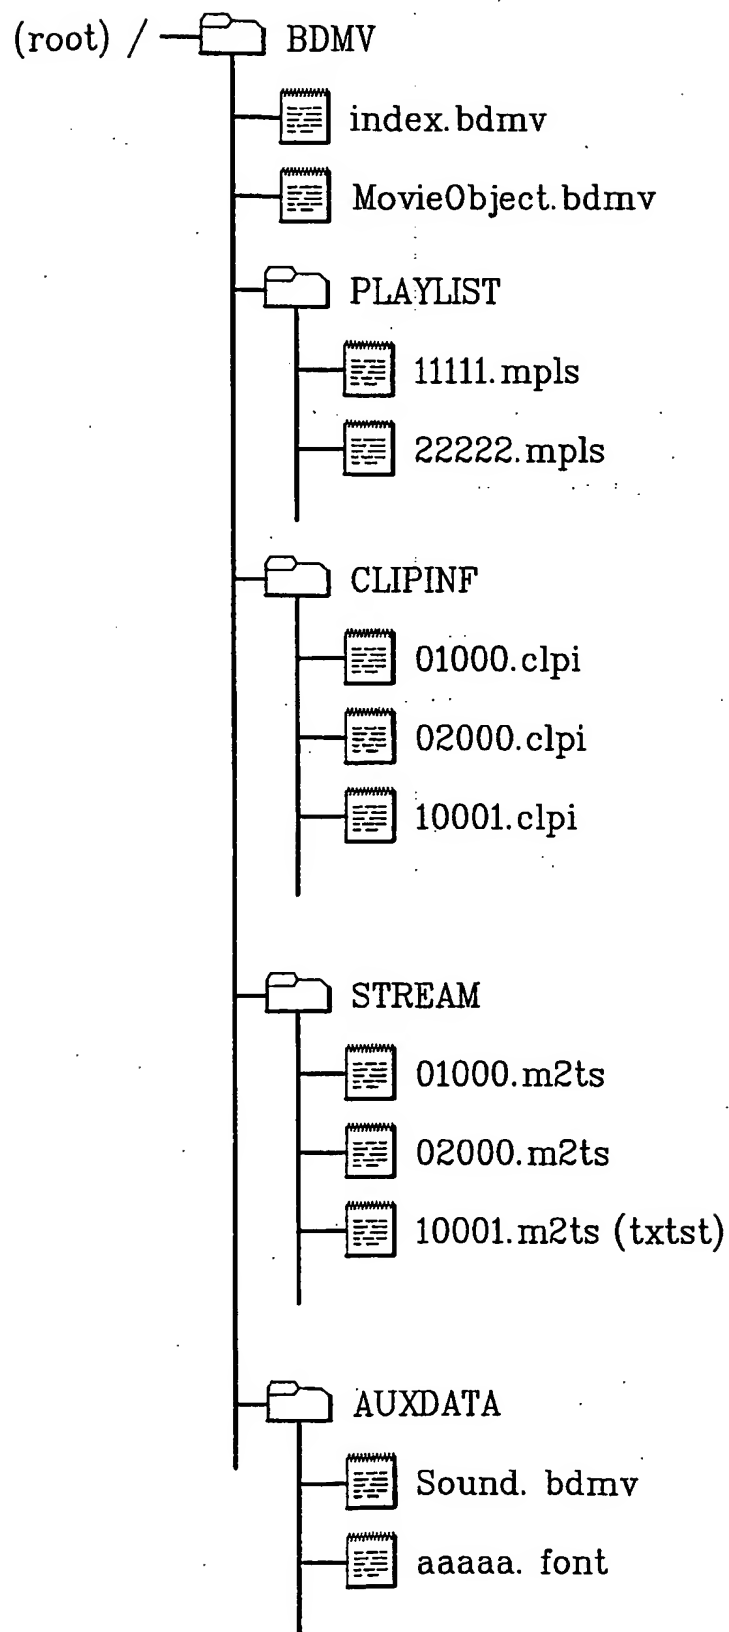 (root) / BDMV
index.bdmv
MovieObject.bdmv
PLAYLIST
11111.mpls
22222.mpls
CLIPINF
01000.clpi
02000.clpi
10001.clpi
STREAM
01000.m2ts
02000.m2ts
10001.m2ts (txtst)
AUXDATA
Sound. bdmv
aaaaa. font